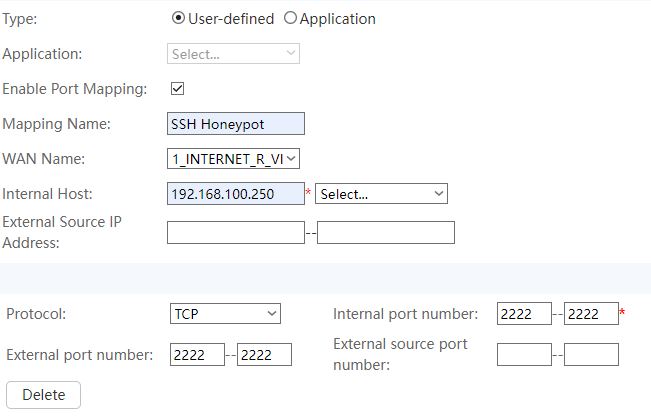 Type: User-defined Application
Application: Select...
Enable Port Mapping:
Mapping Name: SSH Honeypot
WAN Name: 1_INTERNET_R_VI
Internal Host: 192.168.100.250 * Select...
External Source IP
Address: --
Protocol: TCP Internal port number: 2222 -- 2222 *
External port number: 2222 -- 2222 External source port
number: --
Delete